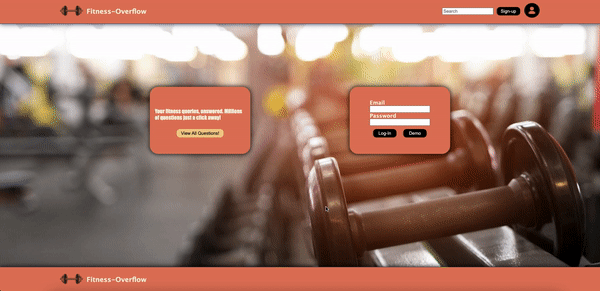 Fitness-Overflow
Search
Sign-up
Your fitness queries, answered. Millions
of questions just a click away!
View All Questions!
Email
Password
Log-in
Demo
Fitness-Overflow